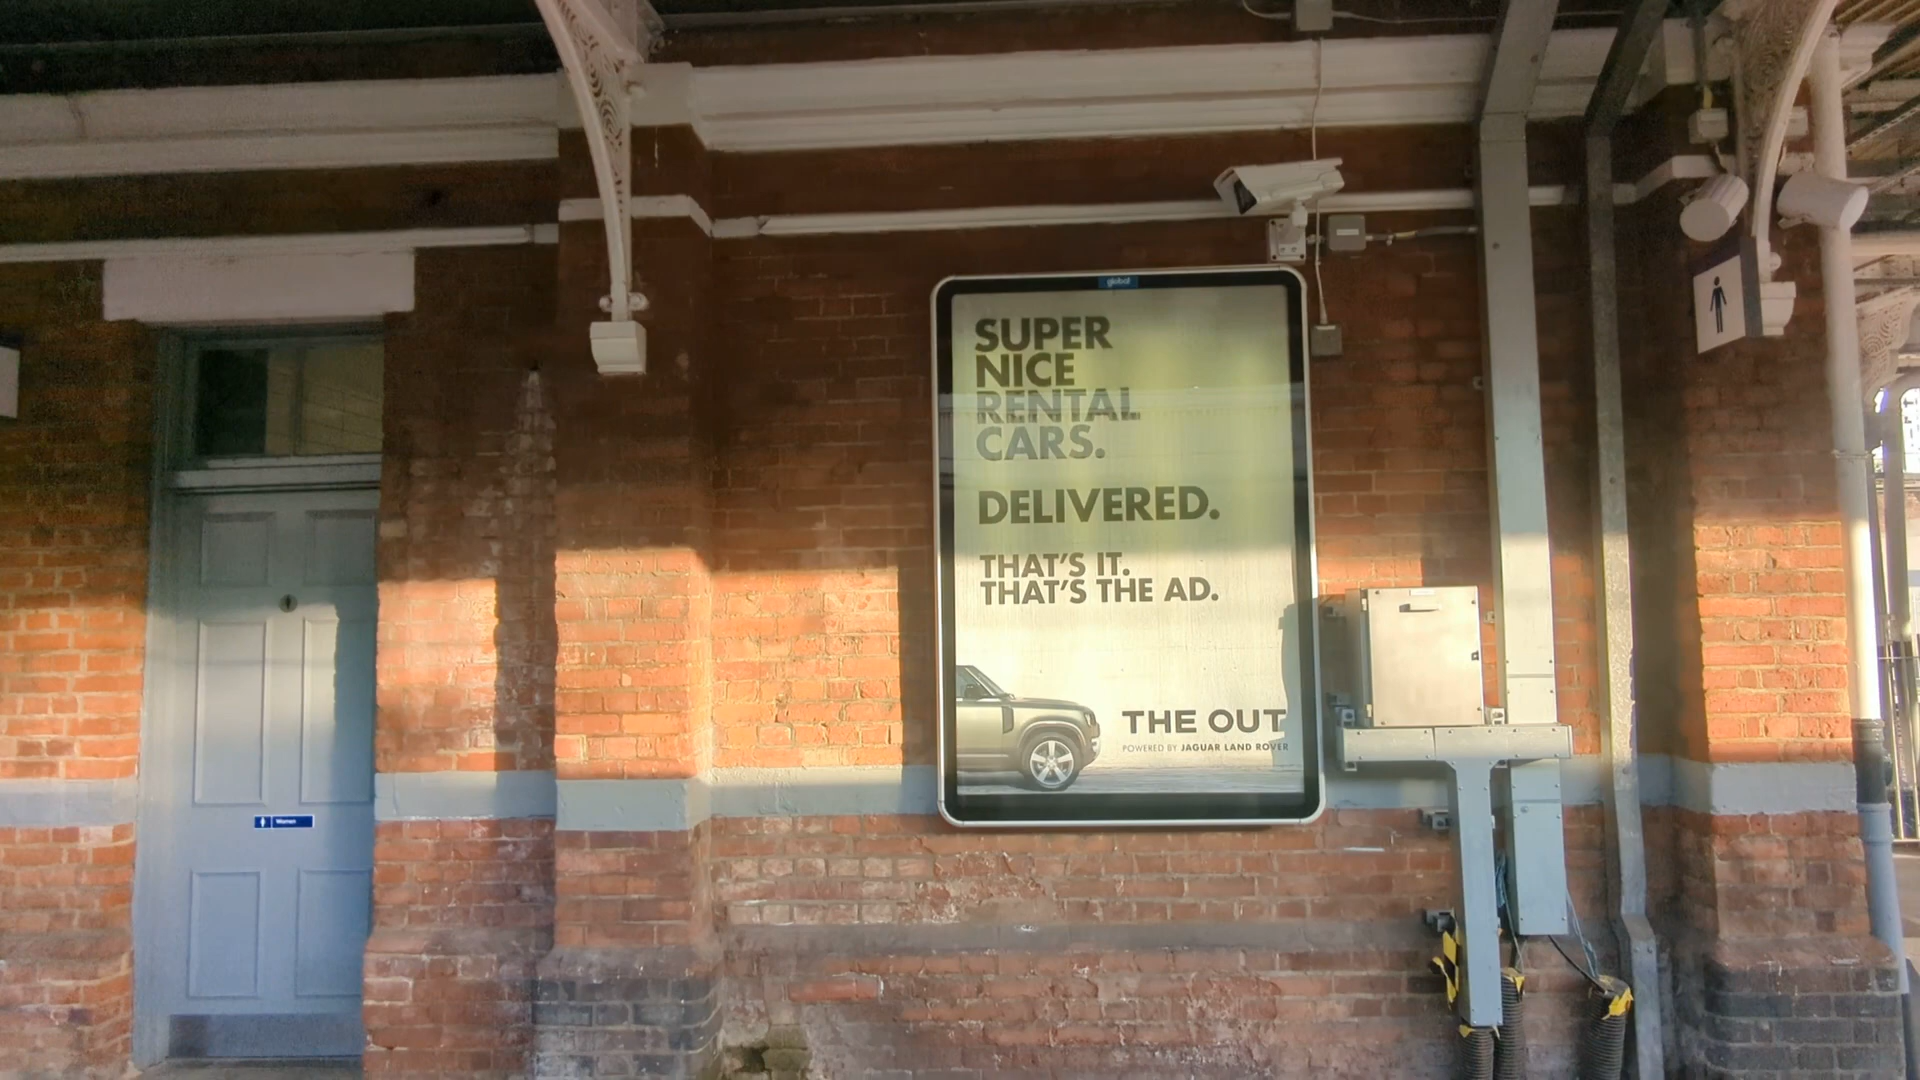 global
SUPER
NICE
RENTAL
CARS.
DELIVERED.
THAT'S IT.
THAT'S THE AD.
THE OUT
POWERED BY JAGUAR LAND ROVER
Women